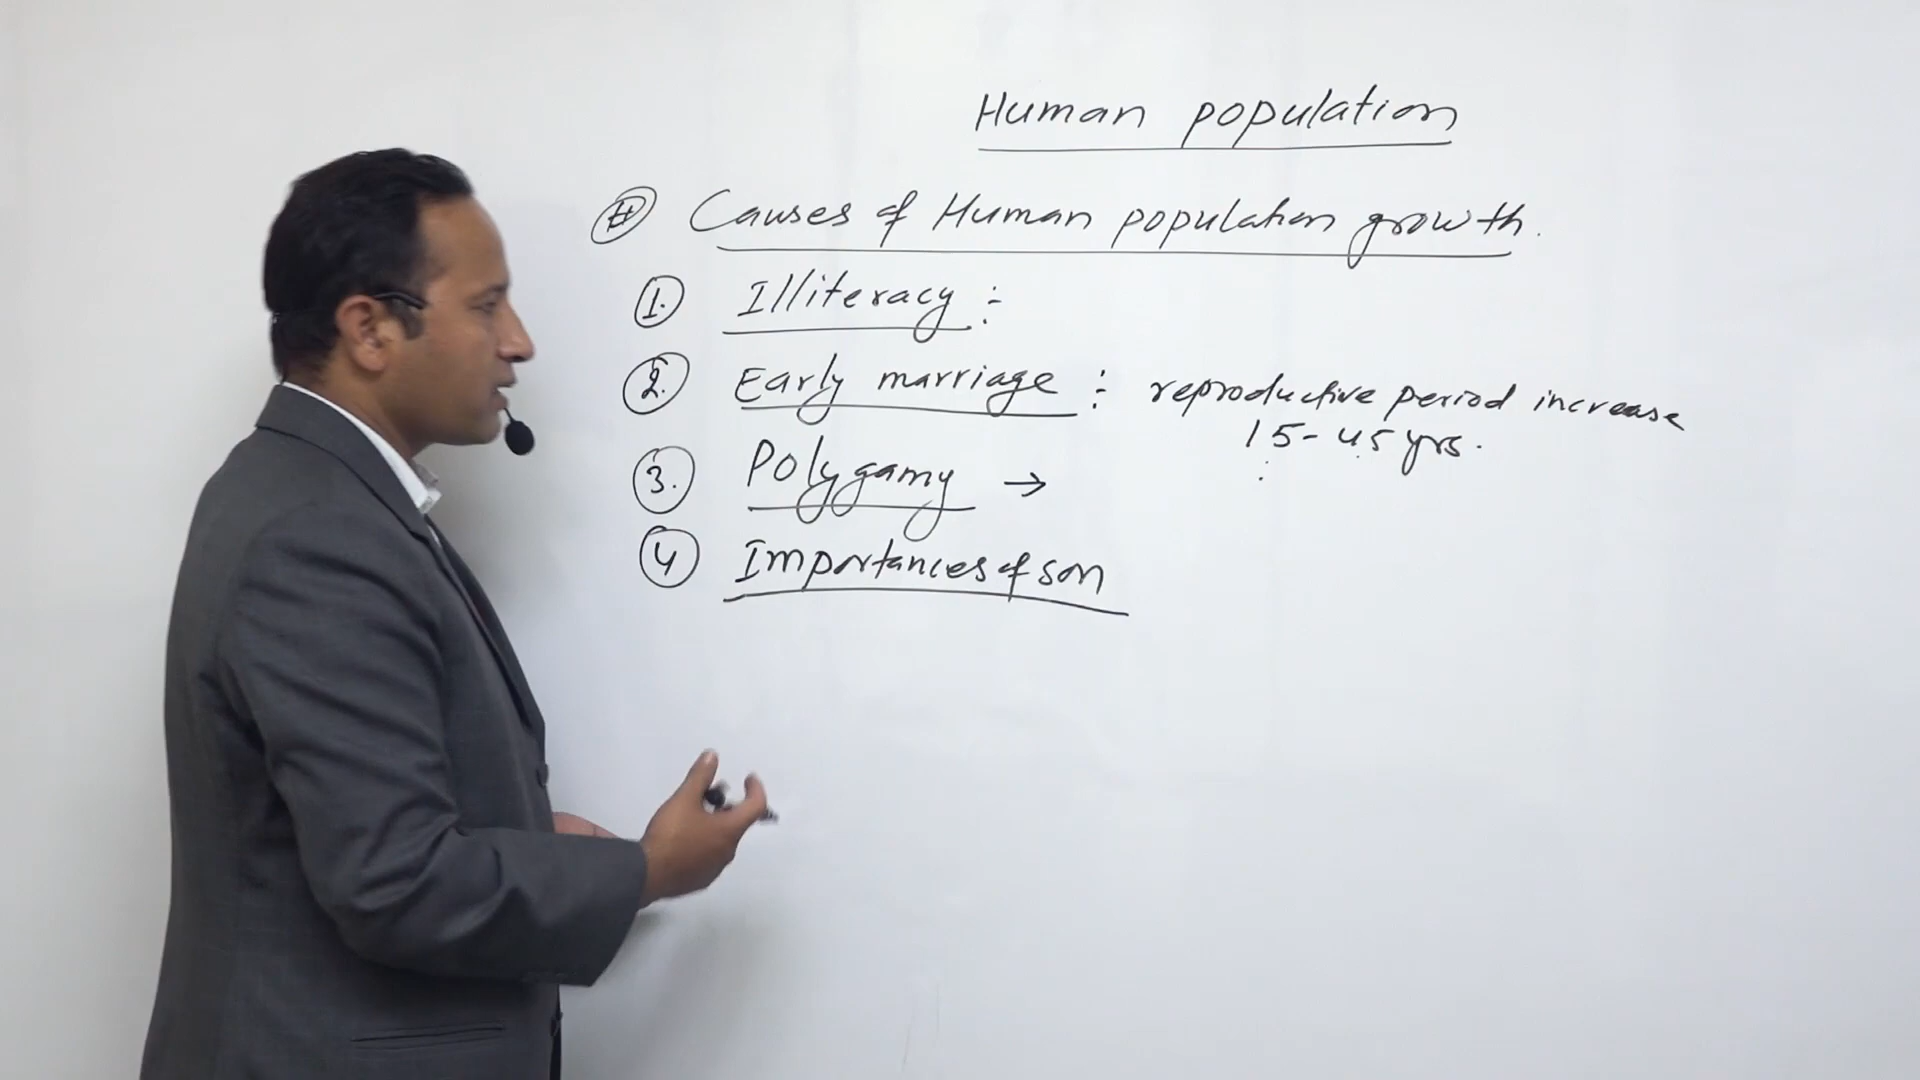 Human population
# Causes of Human population growth.
1. Illiteracy :-
2. Early marriage :- reproductive period increase
15-45 yrs.
3. Polygamy →
4 Importances of son